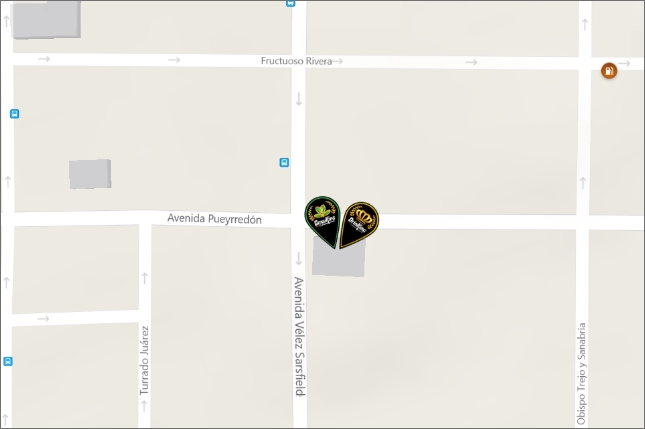 Fructuoso Rivera
Avenida Pueyrredón
Avenida Vélez Sarsfield
Turrado Juárez
Obispo Trejo y Sanabria